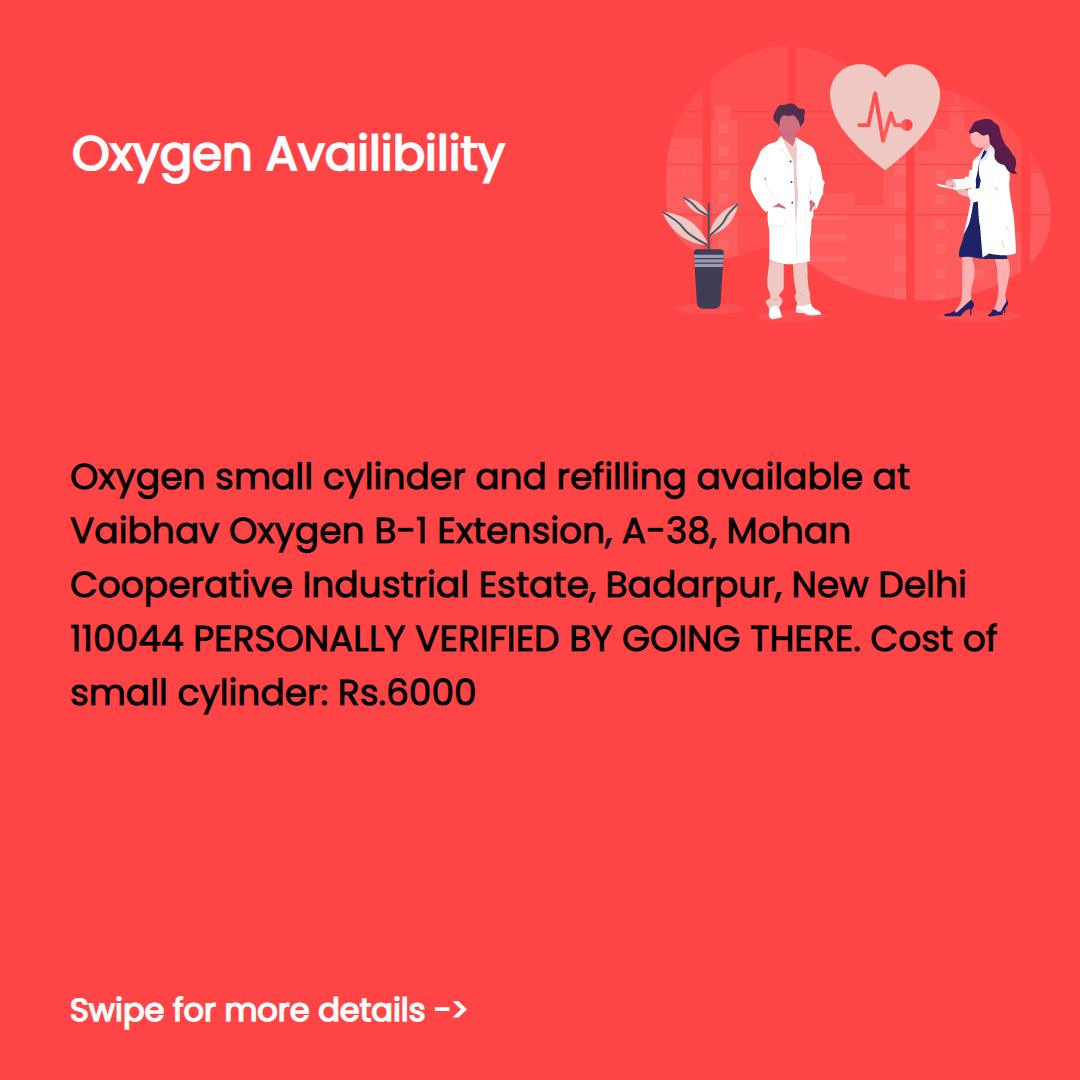 Oxygen Availibility
Oxygen small cylinder and refilling available at
Vaibhav Oxygen B-1 Extension, A-38, Mohan
Cooperative Industrial Estate, Badarpur, New Delhi
110044 PERSONALLY VERIFIED BY GOING THERE. Cost of
small cylinder: Rs.6000
Swipe for more details ->